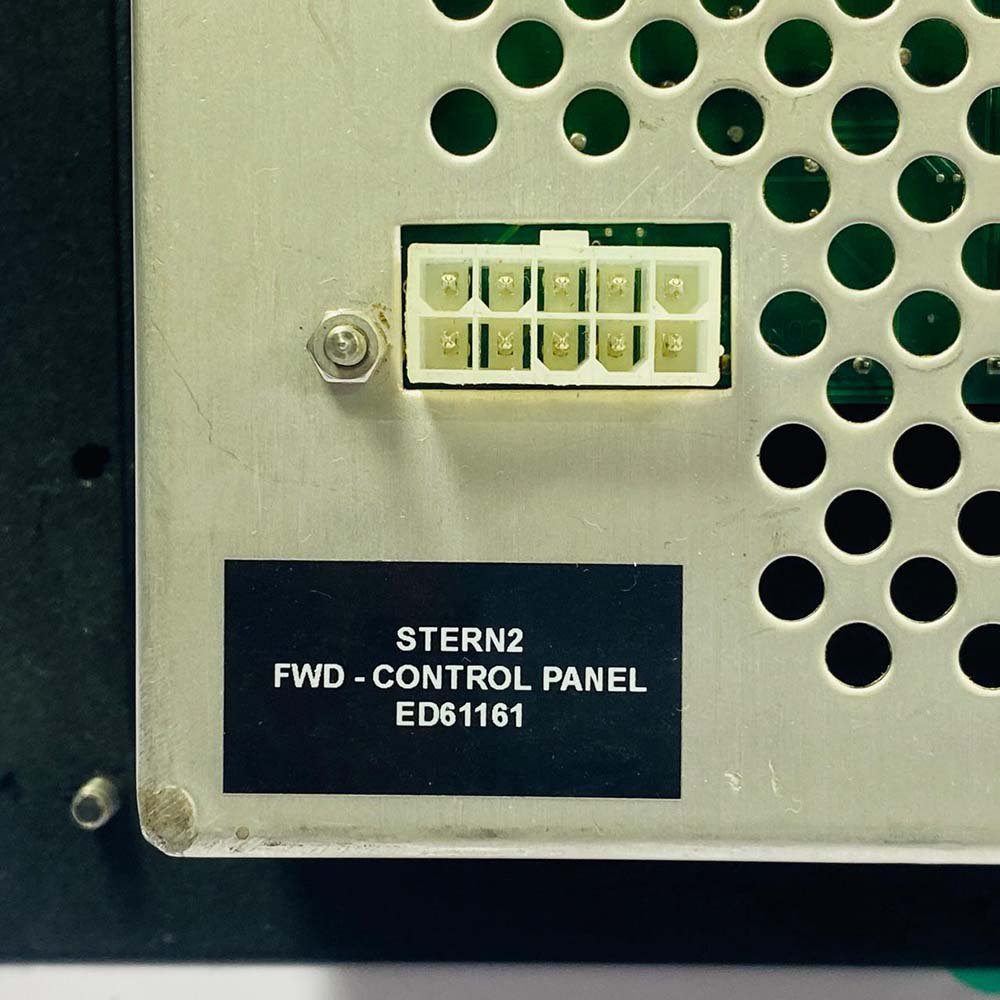 STERN2
FWD - CONTROL PANEL
ED61161